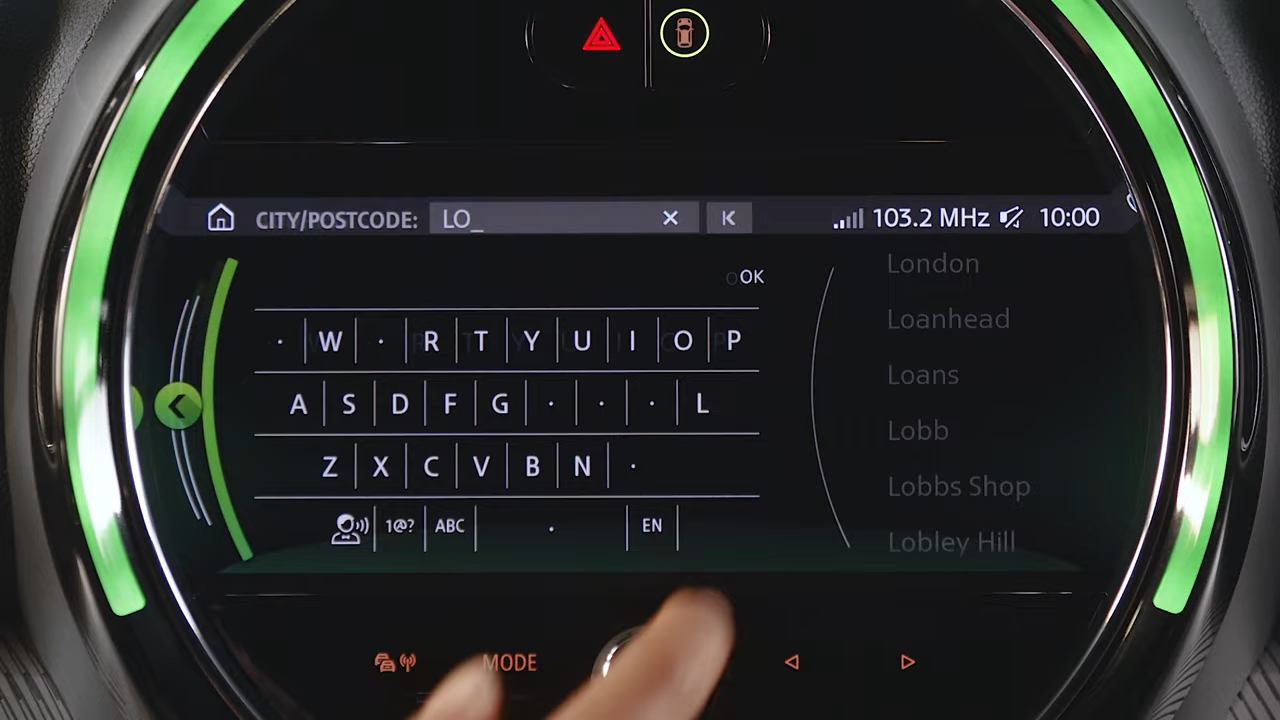 CITY/POSTCODE: LO_ 103.2 MHz 10:00
OK
W R T Y U I O P
A S D F G L
Z X C V B N
1@? ABC EN
London
Loanhead
Loans
Lobb
Lobbs Shop
Lobley Hill
MODE